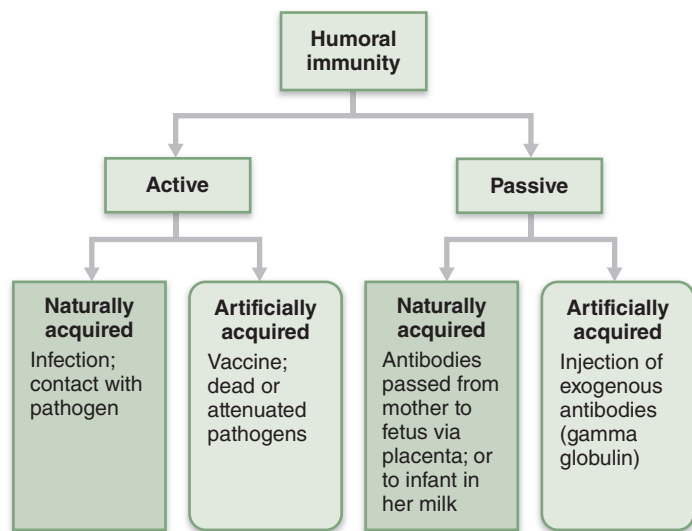 Humoral
immunity
Active
Passive
Naturally
acquired
Infection;
contact with
pathogen
Artificially
acquired
Vaccine;
dead or
attenuated
pathogens
Naturally
acquired
Antibodies
passed from
mother to
fetus via
placenta; or
to infant in
her milk
Artificially
acquired
Injection of
exogenous
antibodies
(gamma
globulin)